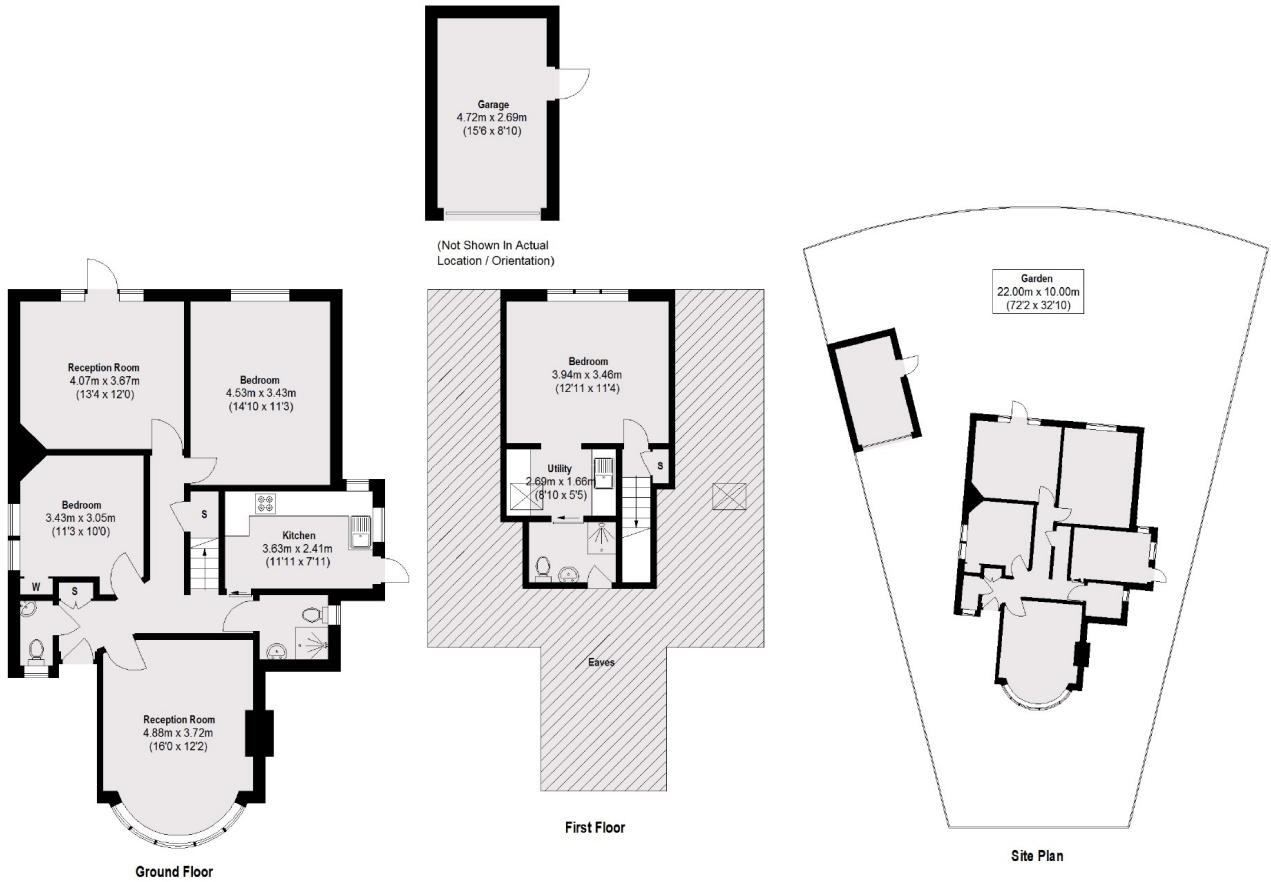 Garage
4.72m x 2.69m
(15'6 x 8'10)
(Not Shown In Actual
Location / Orientation)
Reception Room
4.07m x 3.67m
(13'4 x 12'0)
Bedroom
4.53m x 3.43m
(14'10 x 11'3)
Bedroom
3.43m x 3.05m
(11'3 x 10'0)
S
Kitchen
3.63m x 2.41m
(11'11 x 7'11)
W
S
Reception Room
4.88m x 3.72m
(16'0 x 12'2)
Ground Floor
Bedroom
3.94m x 3.46m
(12'11 x 11'4)
Utility
2.69m x 1.66m
(8'10 x 5'5)
S
Eaves
First Floor
Garden
22.00m x 10.00m
(72'2 x 32'10)
Site Plan